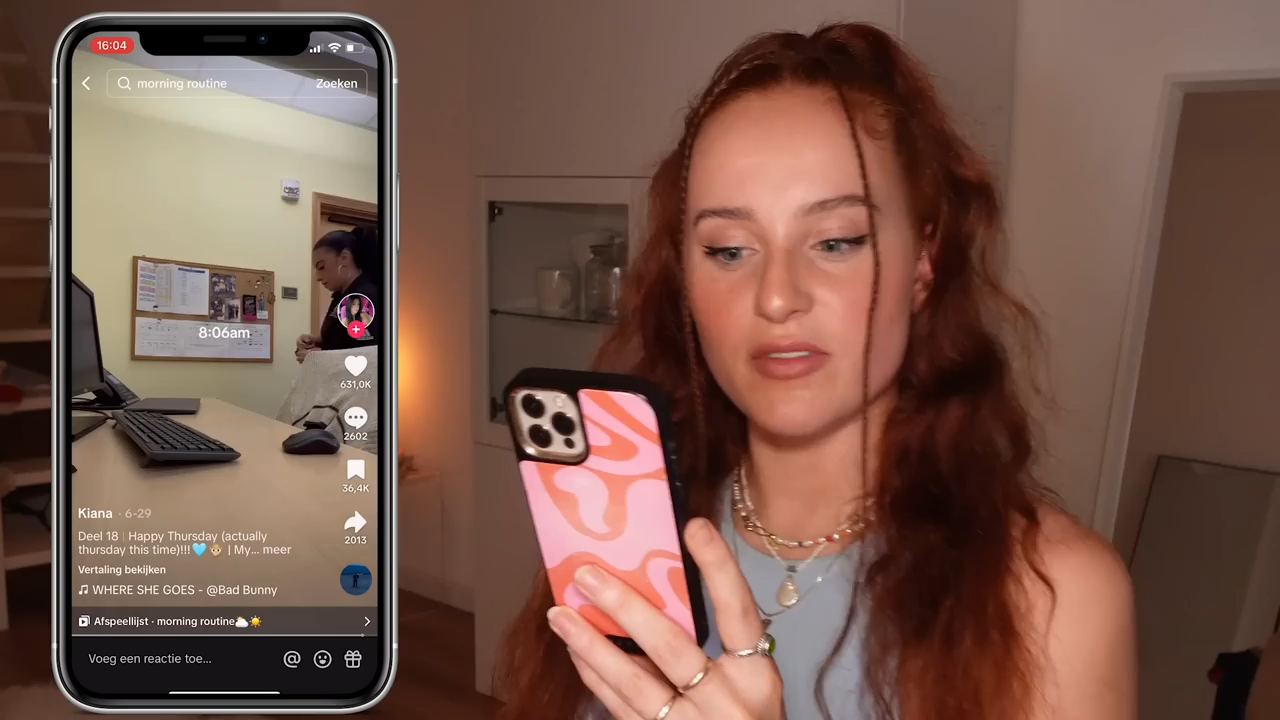 16:04
morning routine
Zoeken
8:06am
631,0K
2602
36,4K
2013
Kiana · 6-29
Deel 18 | Happy Thursday (actually
thursday this time)!!!🩵🐵 | My... meer
Vertaling bekijken
WHERE SHE GOES - @Bad Bunny
Afspeellijst · morning routine☁️☀️
Voeg een reactie toe...